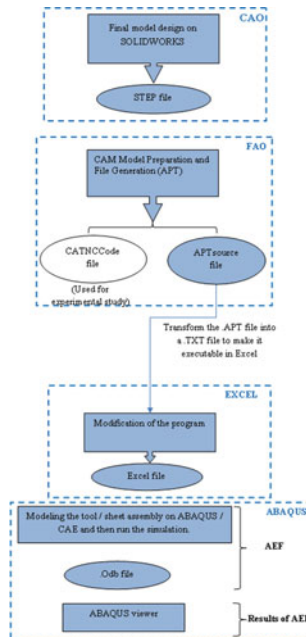 CAO
Final model design on
SOLIDWORKS
STEP file
FAO
CAM Model Preparation and
File Generation (APT)
CATNCCode
file
APTsource
file
(Used for
experimental study)
Transform the .APT file into
a .TXT file to make it
executable in Excel
EXCEL
Modification of the program
Excel file
ABAQUS
Modeling the tool / sheet assembly on ABAQUS /
CAE and then run the simulation.
AEF
.Odb file
ABAQUS viewer
Results of AEF